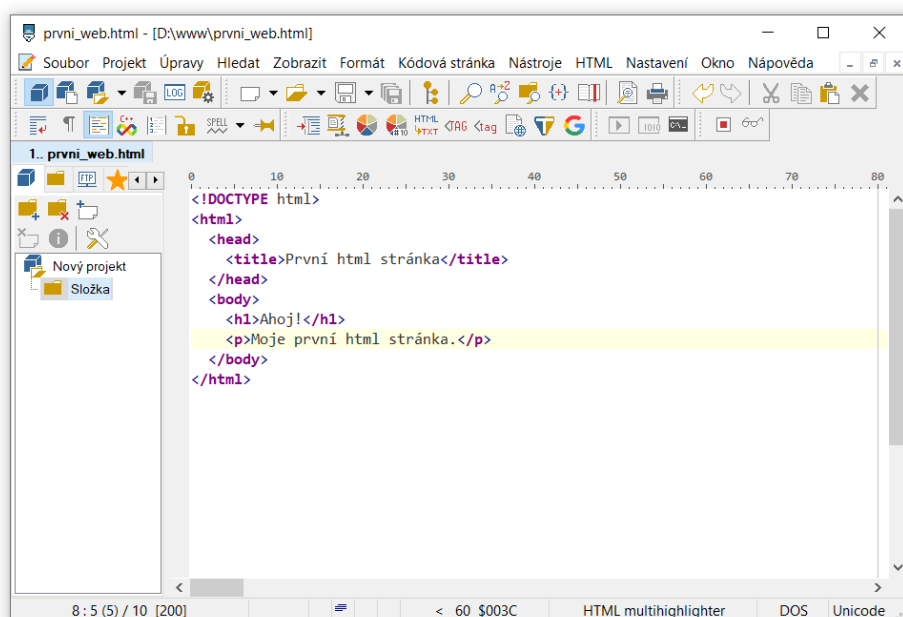 prvni_web.html - [D:\www\prvni_web.html]
Soubor Projekt Úpravy Hledat Zobrazit Formát Kódová stránka Nástroje HTML Nastavení Okno Nápověda
LOG
SPELL C++ HTML TXT #10 TAG <tag 1010 C:\_
1.. prvni_web.html
FTP
0 10 20 30 40 50 60 70 80
Nový projekt
Složka
<!DOCTYPE html>
<html>
<head>
<title>První html stránka</title>
</head>
<body>
<h1>Ahoj!</h1>
<p>Moje první html stránka.</p>
</body>
</html>
8 : 5 (5) / 10 [200] < 60 $003C HTML multihighlighter DOS Unicode